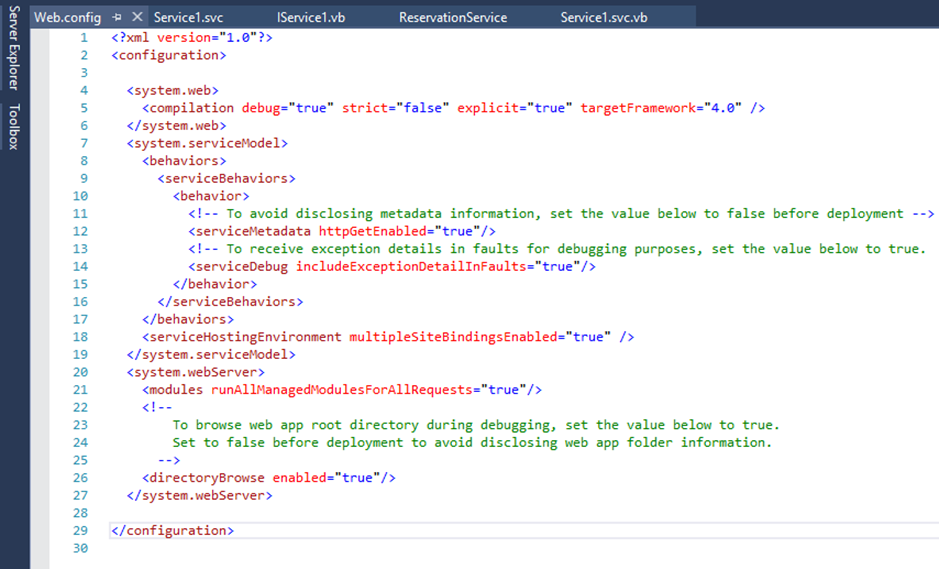 Server Explorer
Toolbox
Web.config Service1.svc IService1.vb ReservationService Service1.svc.vb
1 <?xml version="1.0"?>
2 <configuration>
3
4 <system.web>
5 <compilation debug="true" strict="false" explicit="true" targetFramework="4.0" />
6 </system.web>
7 <system.serviceModel>
8 <behaviors>
9 <serviceBehaviors>
10 <behavior>
11 <!-- To avoid disclosing metadata information, set the value below to false before deployment -->
12 <serviceMetadata httpGetEnabled="true"/>
13 <!-- To receive exception details in faults for debugging purposes, set the value below to true.
14 <serviceDebug includeExceptionDetailInFaults="true"/>
15 </behavior>
16 </serviceBehaviors>
17 </behaviors>
18 <serviceHostingEnvironment multipleSiteBindingsEnabled="true" />
19 </system.serviceModel>
20 <system.webServer>
21 <modules runAllManagedModulesForAllRequests="true"/>
22 <!--
23 To browse web app root directory during debugging, set the value below to true.
24 Set to false before deployment to avoid disclosing web app folder information.
25 -->
26 <directoryBrowse enabled="true"/>
27 </system.webServer>
28
29 </configuration>
30